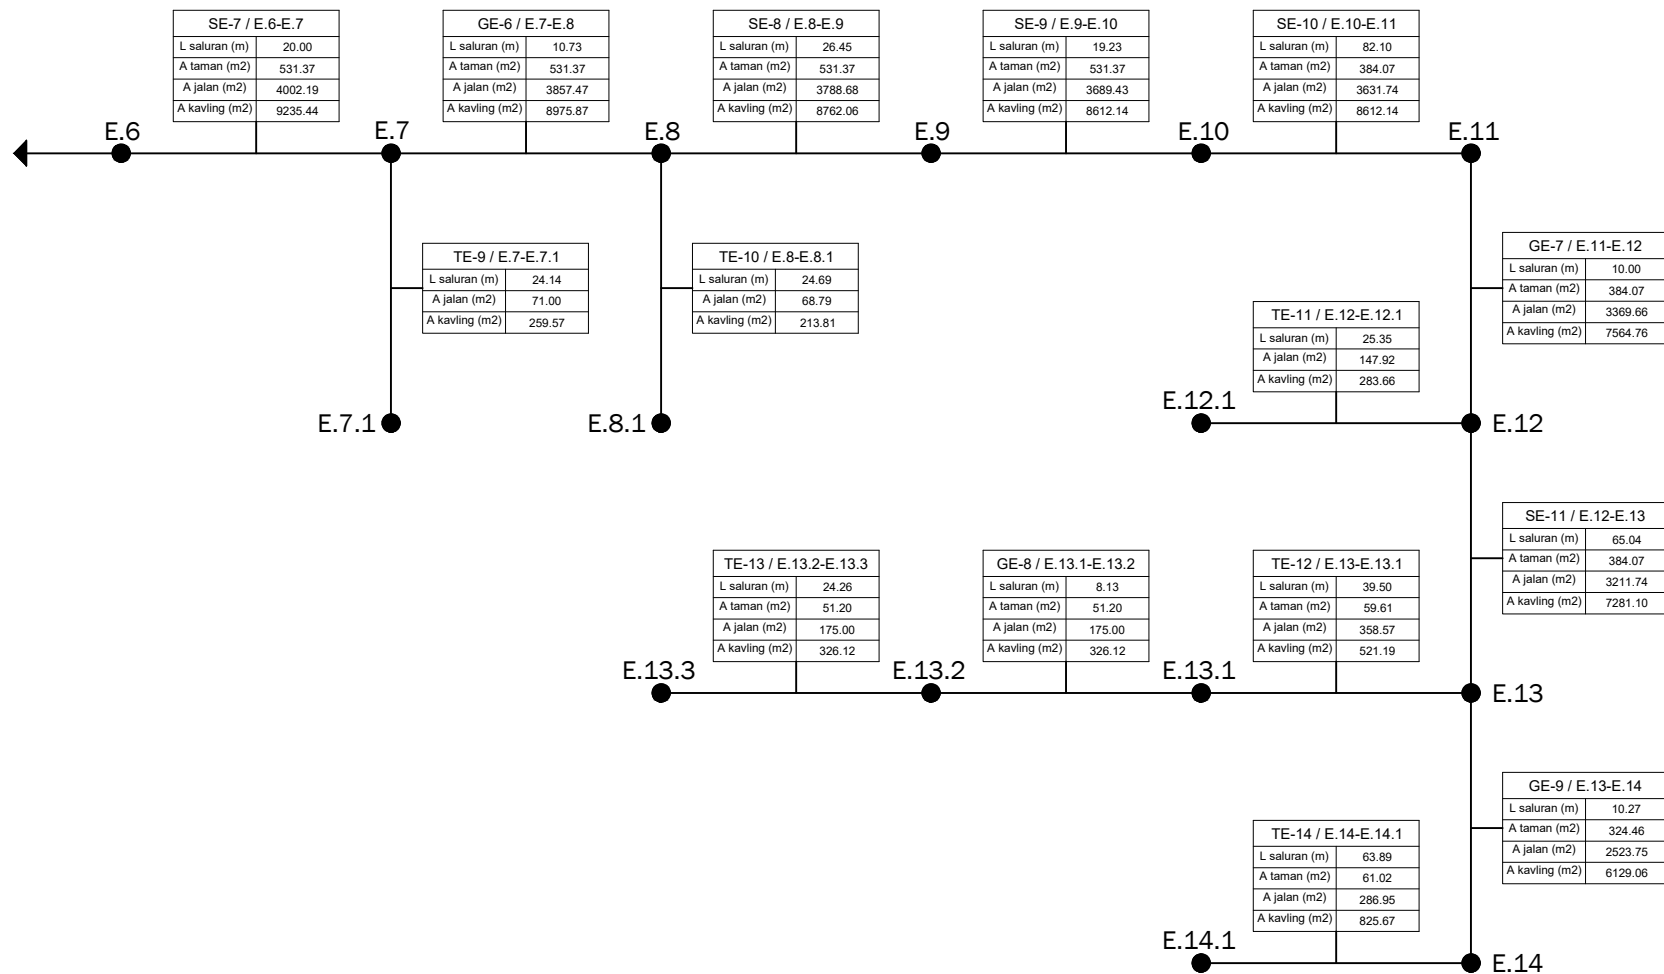 SE-7 / E.6-E.7
L saluran (m) 20.00
A taman (m2) 531.37
A jalan (m2) 4002.19
A kavling (m2) 9235.44
GE-6 / E.7-E.8
L saluran (m) 10.73
A taman (m2) 531.37
A jalan (m2) 3857.47
A kavling (m2) 8975.87
SE-8 / E.8-E.9
L saluran (m) 26.45
A taman (m2) 531.37
A jalan (m2) 3788.68
A kavling (m2) 8762.06
SE-9 / E.9-E.10
L saluran (m) 19.23
A taman (m2) 531.37
A jalan (m2) 3689.43
A kavling (m2) 8612.14
SE-10 / E.10-E.11
L saluran (m) 82.10
A taman (m2) 384.07
A jalan (m2) 3631.74
A kavling (m2) 8612.14
E.6
E.7
E.8
E.9
E.10
E.11
TE-9 / E.7-E.7.1
L saluran (m) 24.14
A jalan (m2) 71.00
A kavling (m2) 259.57
TE-10 / E.8-E.8.1
L saluran (m) 24.69
A jalan (m2) 68.79
A kavling (m2) 213.81
GE-7 / E.11-E.12
L saluran (m) 10.00
A taman (m2) 384.07
A jalan (m2) 3369.66
A kavling (m2) 7564.76
TE-11 / E.12-E.12.1
L saluran (m) 25.35
A jalan (m2) 147.92
A kavling (m2) 283.66
E.7.1
E.8.1
E.12.1
E.12
SE-11 / E.12-E.13
L saluran (m) 65.04
A taman (m2) 384.07
A jalan (m2) 3211.74
A kavling (m2) 7281.10
TE-13 / E.13.2-E.13.3
L saluran (m) 24.26
A taman (m2) 51.20
A jalan (m2) 175.00
A kavling (m2) 326.12
GE-8 / E.13.1-E.13.2
L saluran (m) 8.13
A taman (m2) 51.20
A jalan (m2) 175.00
A kavling (m2) 326.12
TE-12 / E.13-E.13.1
L saluran (m) 39.50
A taman (m2) 59.61
A jalan (m2) 358.57
A kavling (m2) 521.19
E.13.3
E.13.2
E.13.1
E.13
GE-9 / E.13-E.14
L saluran (m) 10.27
A taman (m2) 324.46
A jalan (m2) 2523.75
A kavling (m2) 6129.06
TE-14 / E.14-E.14.1
L saluran (m) 63.89
A taman (m2) 61.02
A jalan (m2) 286.95
A kavling (m2) 825.67
E.14.1
E.14